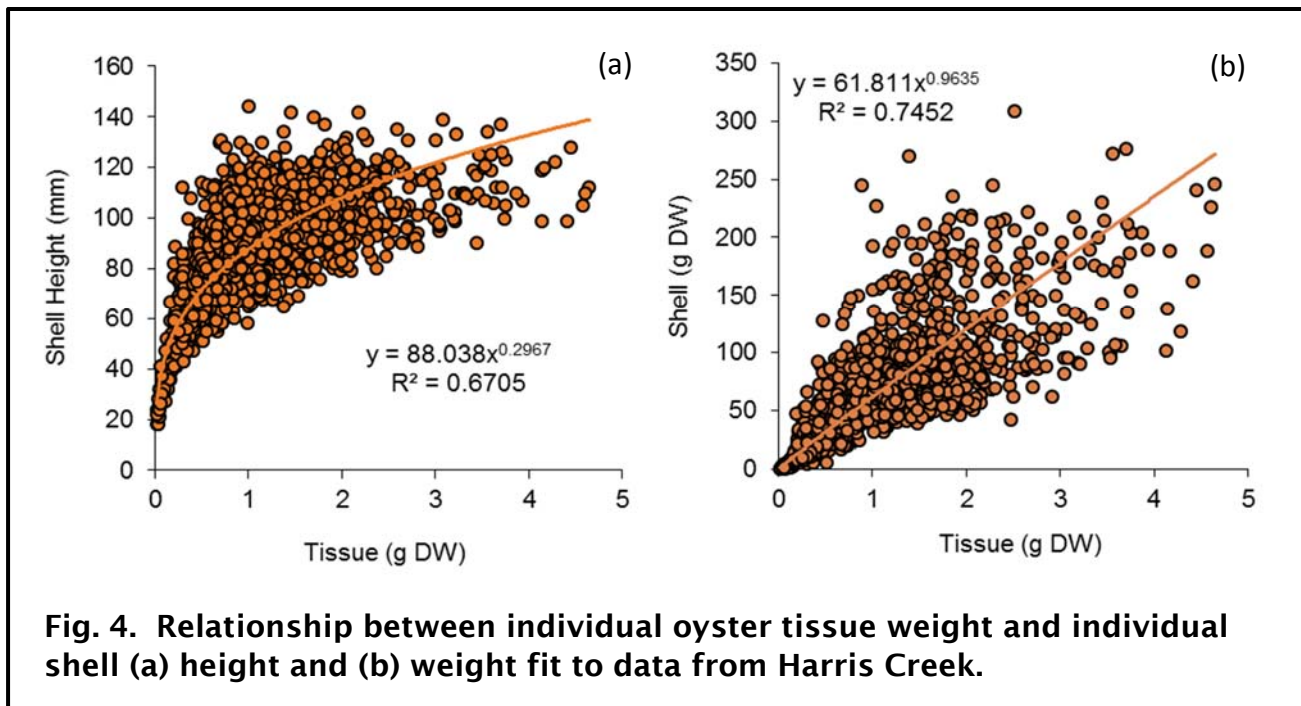 (a)
160
140
120
100
80
60
40
20
0
Shell Height (mm)
y = 88.038x^0.2967
R² = 0.6705
0 1 2 3 4 5
Tissue (g DW)
(b)
350
300
250
200
150
100
50
0
Shell (g DW)
y = 61.811x^0.9635
R² = 0.7452
0 1 2 3 4 5
Tissue (g DW)
Fig. 4. Relationship between individual oyster tissue weight and individual
shell (a) height and (b) weight fit to data from Harris Creek.